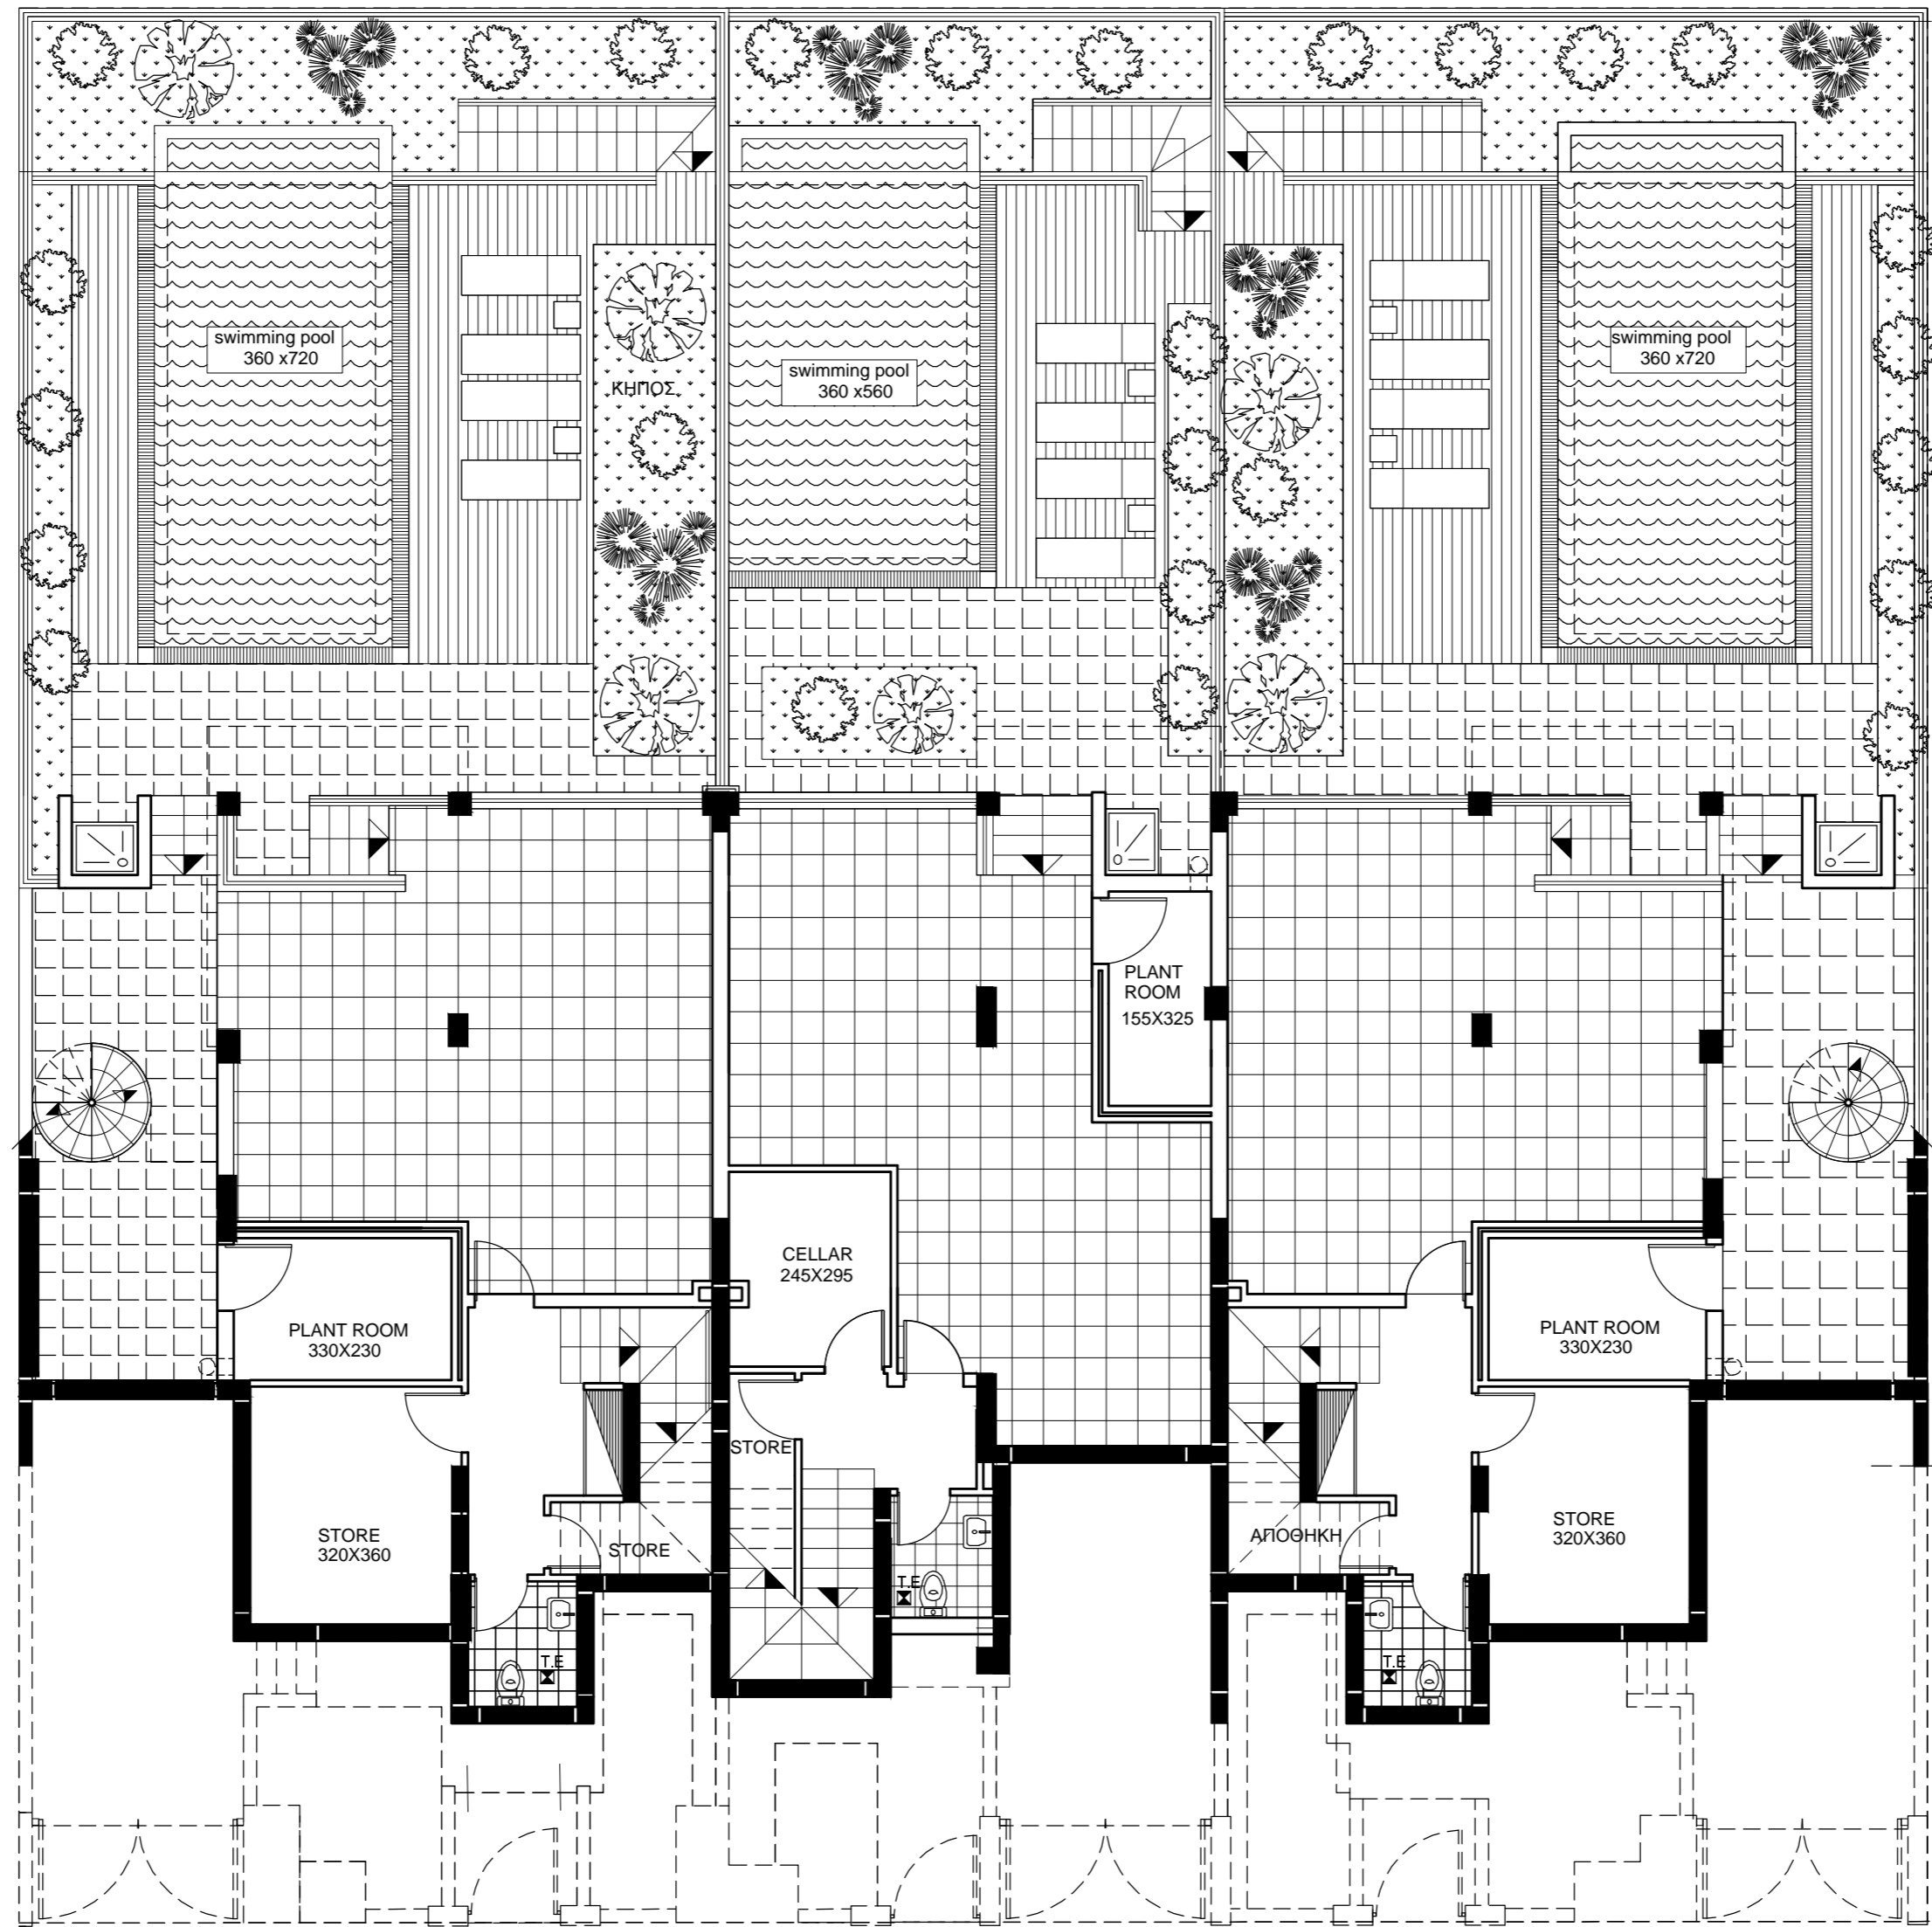 swimming pool
360 x720
swimming pool
360 x560
swimming pool
360 x720
ΚΗΠΟΣ
PLANT
ROOM
155X325
CELLAR
245X295
PLANT ROOM
330X230
PLANT ROOM
330X230
STORE
STORE
320X360
STORE
ΑΠΟΘΗΚΗ
STORE
320X360
T.E
T.E
T.E